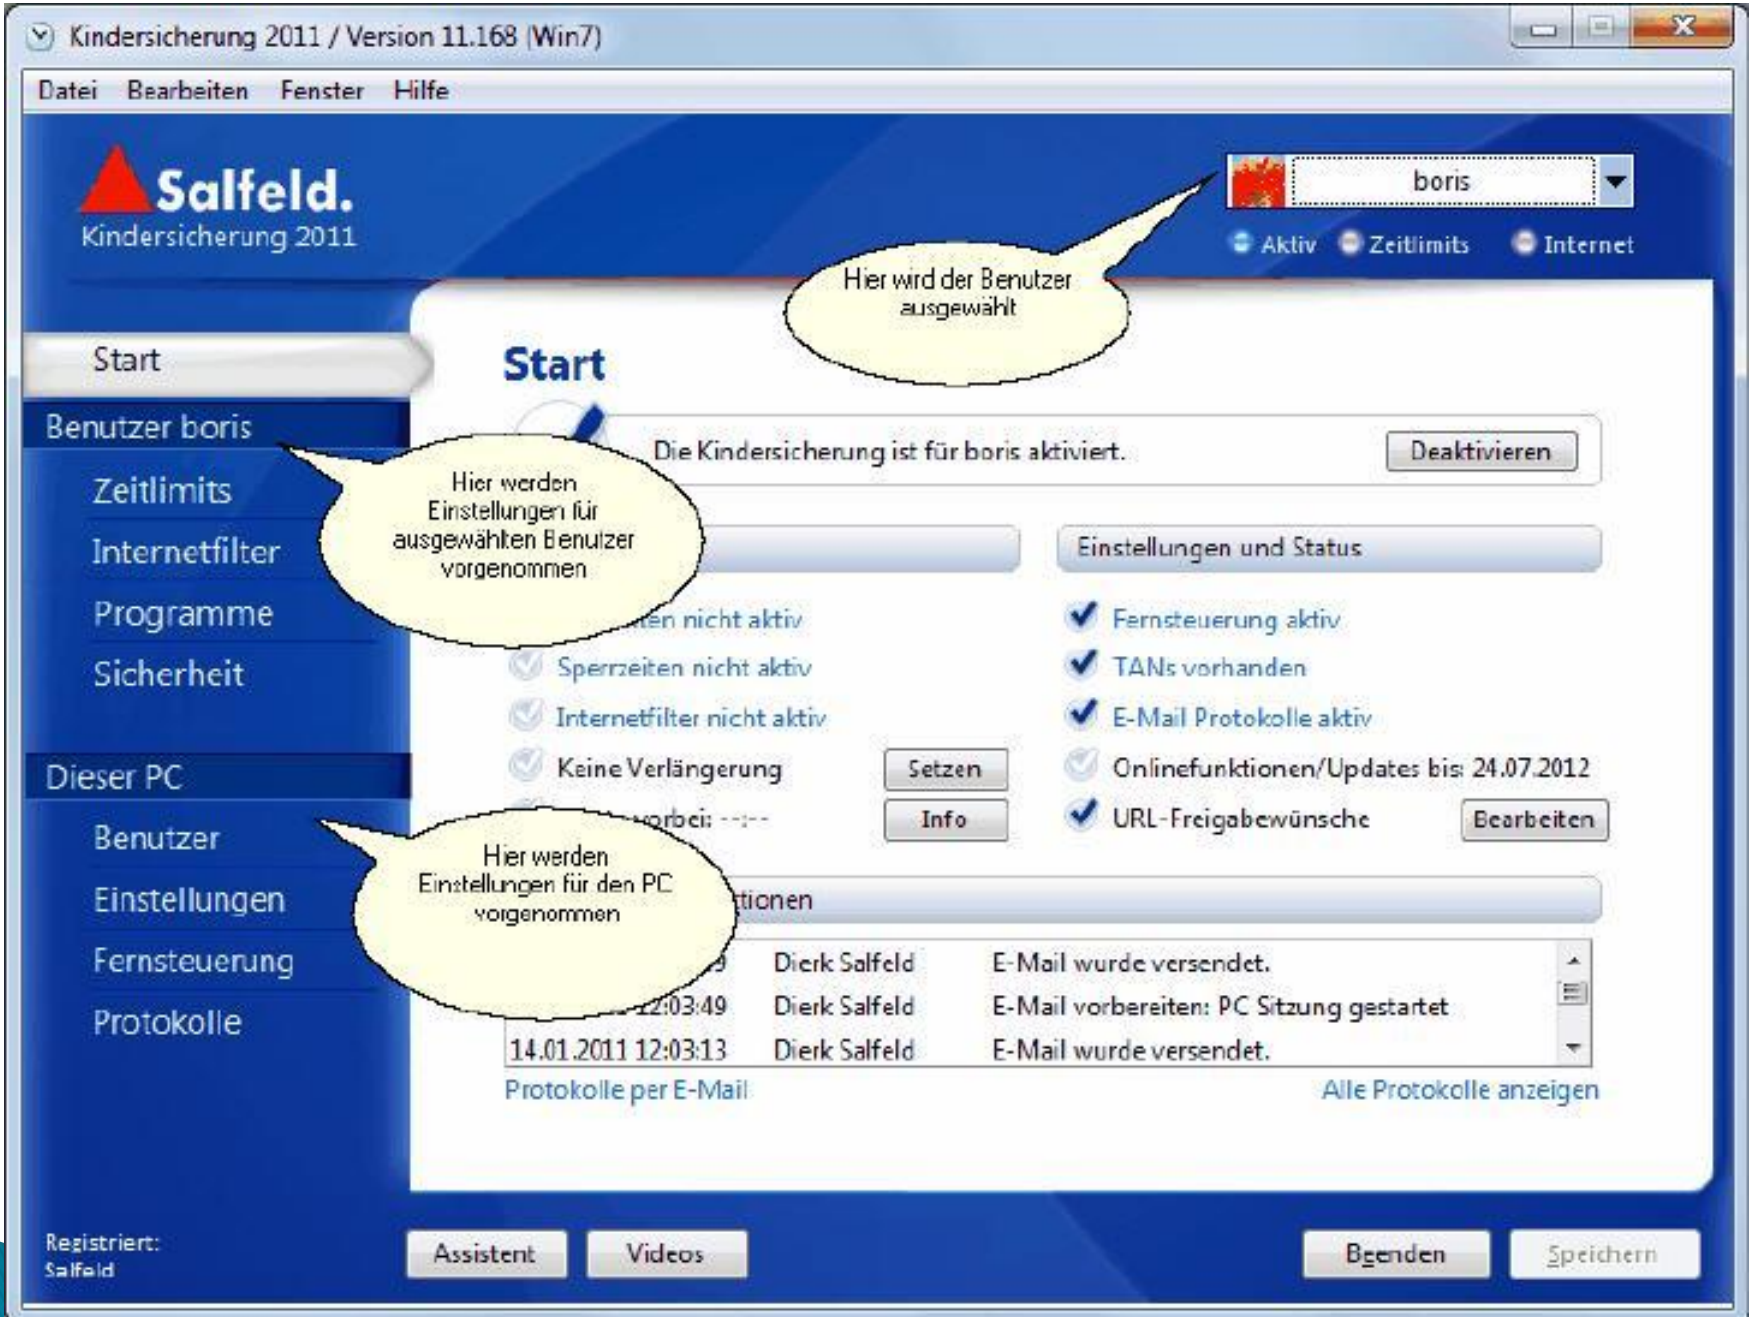 Kindersicherung 2011 / Version 11.168 (Win7)
Datei Bearbeiten Fenster Hilfe
Salfeld.
Kindersicherung 2011
boris
Aktiv Zeitlimits Internet
Hier wird der Benutzer
ausgewählt
Start
Benutzer boris
Zeitlimits
Internetfilter
Programme
Sicherheit
Dieser PC
Benutzer
Einstellungen
Fernsteuerung
Protokolle
Start
Die Kindersicherung ist für boris aktiviert. Deaktivieren
Hier werden
Einstellungen für
ausgewählten Benutzer
vorgenommen
nicht aktiv
Sperrzeiten nicht aktiv
Internetfilter nicht aktiv
Keine Verlängerung Setzen
vorbei: --:-- Info
Einstellungen und Status
Fernsteuerung aktiv
TANs vorhanden
E-Mail Protokolle aktiv
Onlinefunktionen/Updates bis: 24.07.2012
URL-Freigabewünsche Bearbeiten
Hier werden
Einstellungen für den PC
vorgenommen
Dierk Salfeld E-Mail wurde versendet.
12:03:49 Dierk Salfeld E-Mail vorbereiten: PC Sitzung gestartet
14.01.2011 12:03:13 Dierk Salfeld E-Mail wurde versendet.
Protokolle per E-Mail Alle Protokolle anzeigen
Registriert:
Salfeld
Assistent Videos Beenden Speichern